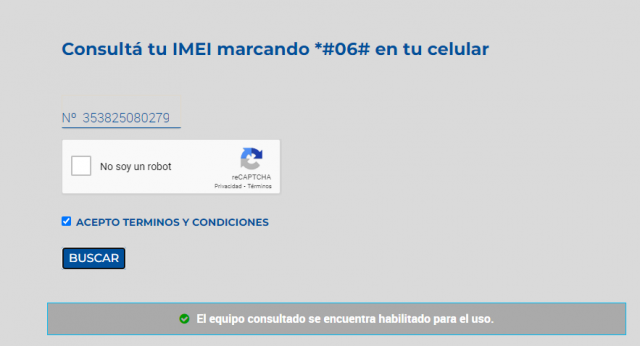 Consultá tu IMEI marcando *#06# en tu celular
Nº 353825080279
No soy un robot
reCAPTCHA
Privacidad - Términos
ACEPTO TERMINOS Y CONDICIONES
BUSCAR
El equipo consultado se encuentra habilitado para el uso.